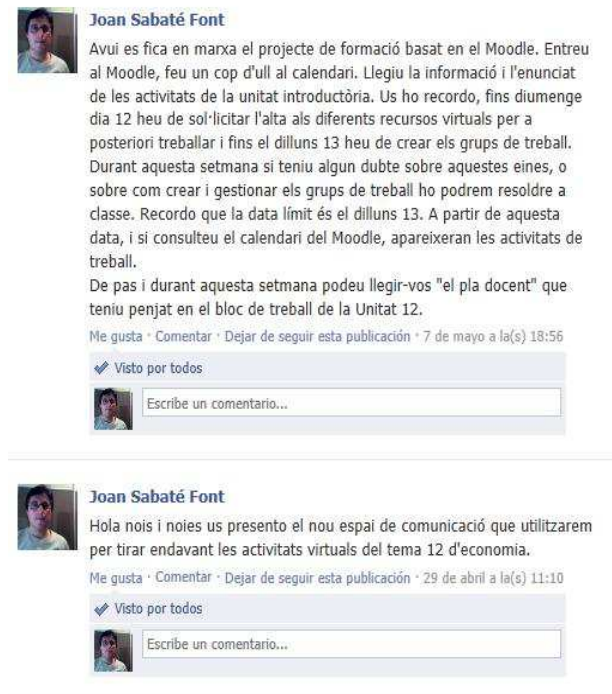 Joan Sabaté Font
Avui es fica en marxa el projecte de formació basat en el Moodle. Entreu
al Moodle, feu un cop d'ull al calendari. Llegiu la informació i l'enunciat
de les activitats de la unitat introductòria. Us ho recordo, fins diumenge
dia 12 heu de sol·licitar l'alta als diferents recursos virtuals per a
posteriori treballar i fins el dilluns 13 heu de crear els grups de treball.
Durant aquesta setmana si teniu algun dubte sobre aquestes eines, o
sobre com crear i gestionar els grups de treball ho podrem resoldre a
classe. Recordo que la data límit és el dilluns 13. A partir de aquesta
data, i si consulteu el calendari del Moodle, apareixeran les activitats de
treball.
De pas i durant aquesta setmana podeu llegir-vos "el pla docent" que
teniu penjat en el bloc de treball de la Unitat 12.
Me gusta · Comentar · Dejar de seguir esta publicación · 7 de mayo a la(s) 18:56
Visto por todos
Escribe un comentario...
Joan Sabaté Font
Hola nois i noies us presento el nou espai de comunicació que utilitzarem
per tirar endavant les activitats virtuals del tema 12 d'economia.
Me gusta · Comentar · Dejar de seguir esta publicación · 29 de abril a la(s) 11:10
Visto por todos
Escribe un comentario...